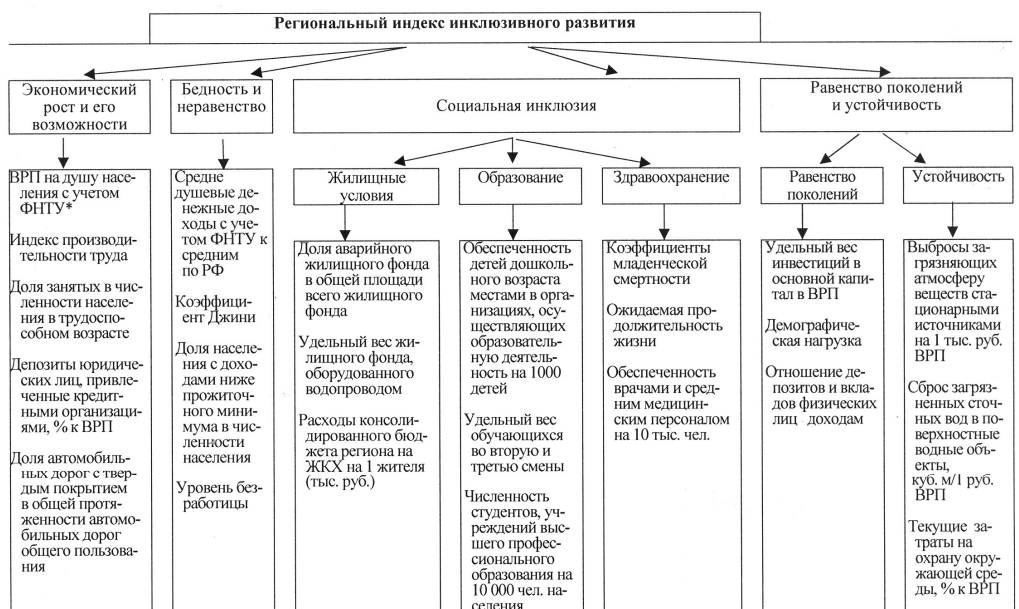 Региональный индекс инклюзивного развития
Экономический
рост и его
возможности
Бедность и
неравенство
Социальная инклюзия
Равенство поколений
и устойчивость
ВРП на душу насе-
ления с учетом
ФНТУ*
Индекс производи-
тельности труда
Доля занятых в чис-
ленности населе-
ния в трудоспо-
собном возрасте
Депозиты юридиче-
ских лиц, привле-
ченные кредит-
ными организаци-
ями, % к ВРП
Доля автомобиль-
ных дорог с твер-
дым покрытием
в общей протя-
женности автомо-
бильных дорог
общего пользова-
ния
Средне
душевые де-
нежные до-
ходы с уче-
том ФНТУ к
средним
по РФ
Коэффици-
ент Джини
Доля населе-
ния с дохо-
дами ниже
прожиточ-
ного мини-
мума в чис-
ленности
населения
Уровень без-
работицы
Жилищные
условия
Доля аварийного
жилищного фонда
в общей площади
всего жилищного
фонда
Удельный вес жи-
лищного фонда,
оборудованного
водопроводом
Расходы консоли-
дированного бюд-
жета региона на
ЖКХ на 1 жителя
(тыс. руб.)
Образование
Обеспеченность
детей дошколь-
ного возраста
местами в орга-
низациях, осу-
ществляющих
образователь-
ную деятель-
ность на 1000
детей
Удельный вес
обучающихся
во вторую и
третью смены
Численность
студентов, уч-
реждений выс-
шего профес-
сионального
образования на
10 000 чел. на-
селения
Здравоохранение
Коэффициенты
младенческой
смертности
Ожидаемая про-
должительность
жизни
Обеспеченность
врачами и сред-
ним медицин-
ским персоналом
на 10 тыс. чел.
Равенство
поколений
Удельный вес
инвестиций в
основной капи-
тал в ВРП
Демографиче-
ская нагрузка
Отношение де-
позитов и вкла-
дов физических
лиц доходам
Устойчивость
Выбросы за-
грязняющих
атмосферу
веществ ста-
ционарными
источниками
на 1 тыс. руб.
ВРП
Сброс загряз-
ненных сточ-
ных вод в по-
верхностные
водные объ-
екты,
куб. м/1 руб.
ВРП
Текущие за-
траты на
охрану окру-
жающей сре-
ды, % к ВРП